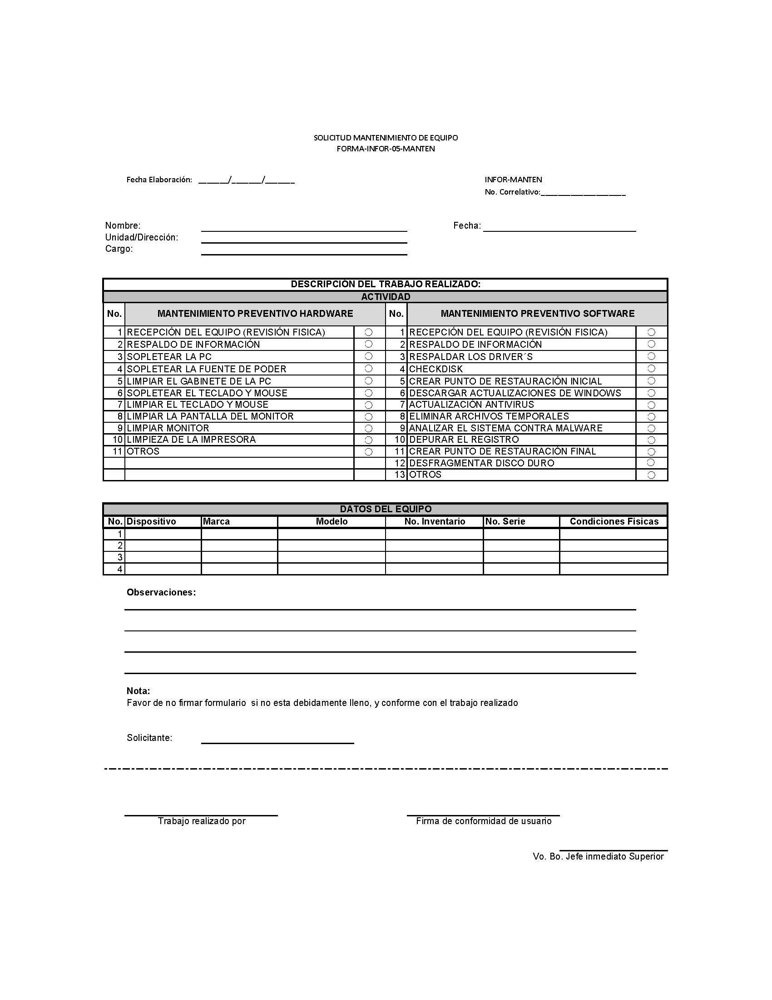 SOLICITUD MANTENIMIENTO DE EQUIPO
FORMA-INFOR-05-MANTEN
Fecha Elaboración: _______/_______/_______ INFOR-MANTEN
No. Correlativo:____________________
Nombre: Fecha:
Unidad/Dirección:
Cargo:
DESCRIPCIÓN DEL TRABAJO REALIZADO:
ACTIVIDAD
No. MANTENIMIENTO PREVENTIVO HARDWARE No. MANTENIMIENTO PREVENTIVO SOFTWARE
1 RECEPCIÓN DEL EQUIPO (REVISIÓN FISICA) 1 RECEPCIÓN DEL EQUIPO (REVISIÓN FISICA)
2 RESPALDO DE INFORMACIÓN 2 RESPALDO DE INFORMACIÓN
3 SOPLETEAR LA PC 3 RESPALDAR LOS DRIVER´S
4 SOPLETEAR LA FUENTE DE PODER 4 CHECKDISK
5 LIMPIAR EL GABINETE DE LA PC 5 CREAR PUNTO DE RESTAURACIÓN INICIAL
6 SOPLETEAR EL TECLADO Y MOUSE 6 DESCARGAR ACTUALIZACIONES DE WINDOWS
7 LIMPIAR EL TECLADO Y MOUSE 7 ACTUALIZACIÓN ANTIVIRUS
8 LIMPIAR LA PANTALLA DEL MONITOR 8 ELIMINAR ARCHIVOS TEMPORALES
9 LIMPIAR MONITOR 9 ANALIZAR EL SISTEMA CONTRA MALWARE
10 LIMPIEZA DE LA IMPRESORA 10 DEPURAR EL REGISTRO
11 OTROS 11 CREAR PUNTO DE RESTAURACIÓN FINAL
12 DESFRAGMENTAR DISCO DURO
13 OTROS
DATOS DEL EQUIPO
No. Dispositivo Marca Modelo No. Inventario No. Serie Condiciones Fisicas
1
2
3
4
Observaciones:
Nota:
Favor de no firmar formulario  si no esta debidamente lleno, y conforme con el trabajo realizado
Solicitante:
Trabajo realizado por Firma de conformidad de usuario
Vo. Bo. Jefe inmediato Superior